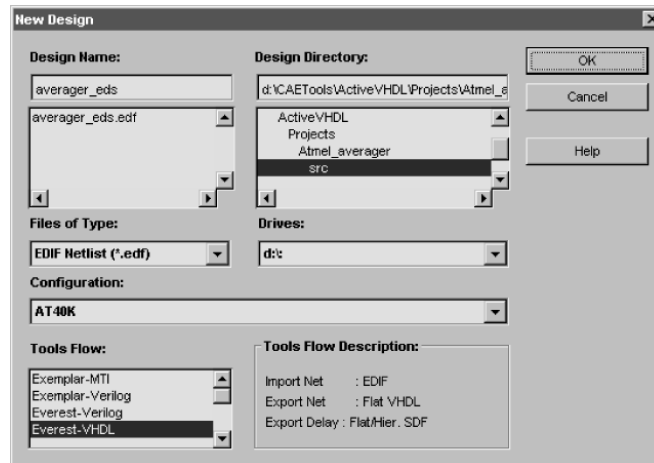 New Design
Design Name:
Design Directory:
OK
averager_eds
d:\CAETools\ActiveVHDL\Projects\Atmel_a
Cancel
averager_eds.edf
ActiveVHDL
Projects
Atmel_averager
src
Help
Files of Type:
Drives:
EDIF Netlist (*.edf)
d:\:
Configuration:
AT40K
Tools Flow:
Tools Flow Description:
Exemplar-MTI
Exemplar-Verilog
Everest-Verilog
Everest-VHDL
Import Net : EDIF
Export Net : Flat VHDL
Export Delay : Flat/Hier. SDF